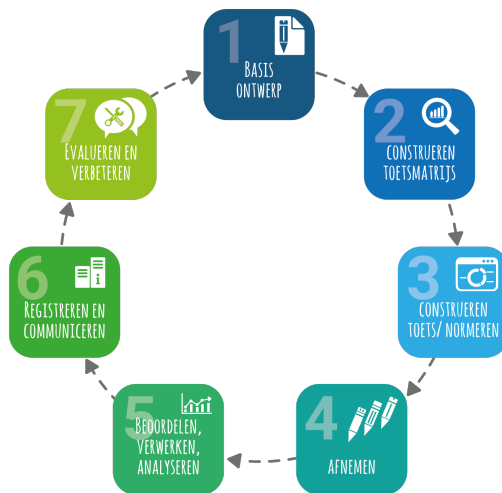 1
BASIS
ONTWERP
2
CONSTRUEREN
TOETSMATRIJS
3
CONSTRUEREN
TOETS/ NORMEREN
4
AFNEMEN
5
BEOORDELEN,
VERWERKEN,
ANALYSEREN
6
REGISTREREN EN
COMMUNICEREN
7
EVALUEREN EN
VERBETEREN